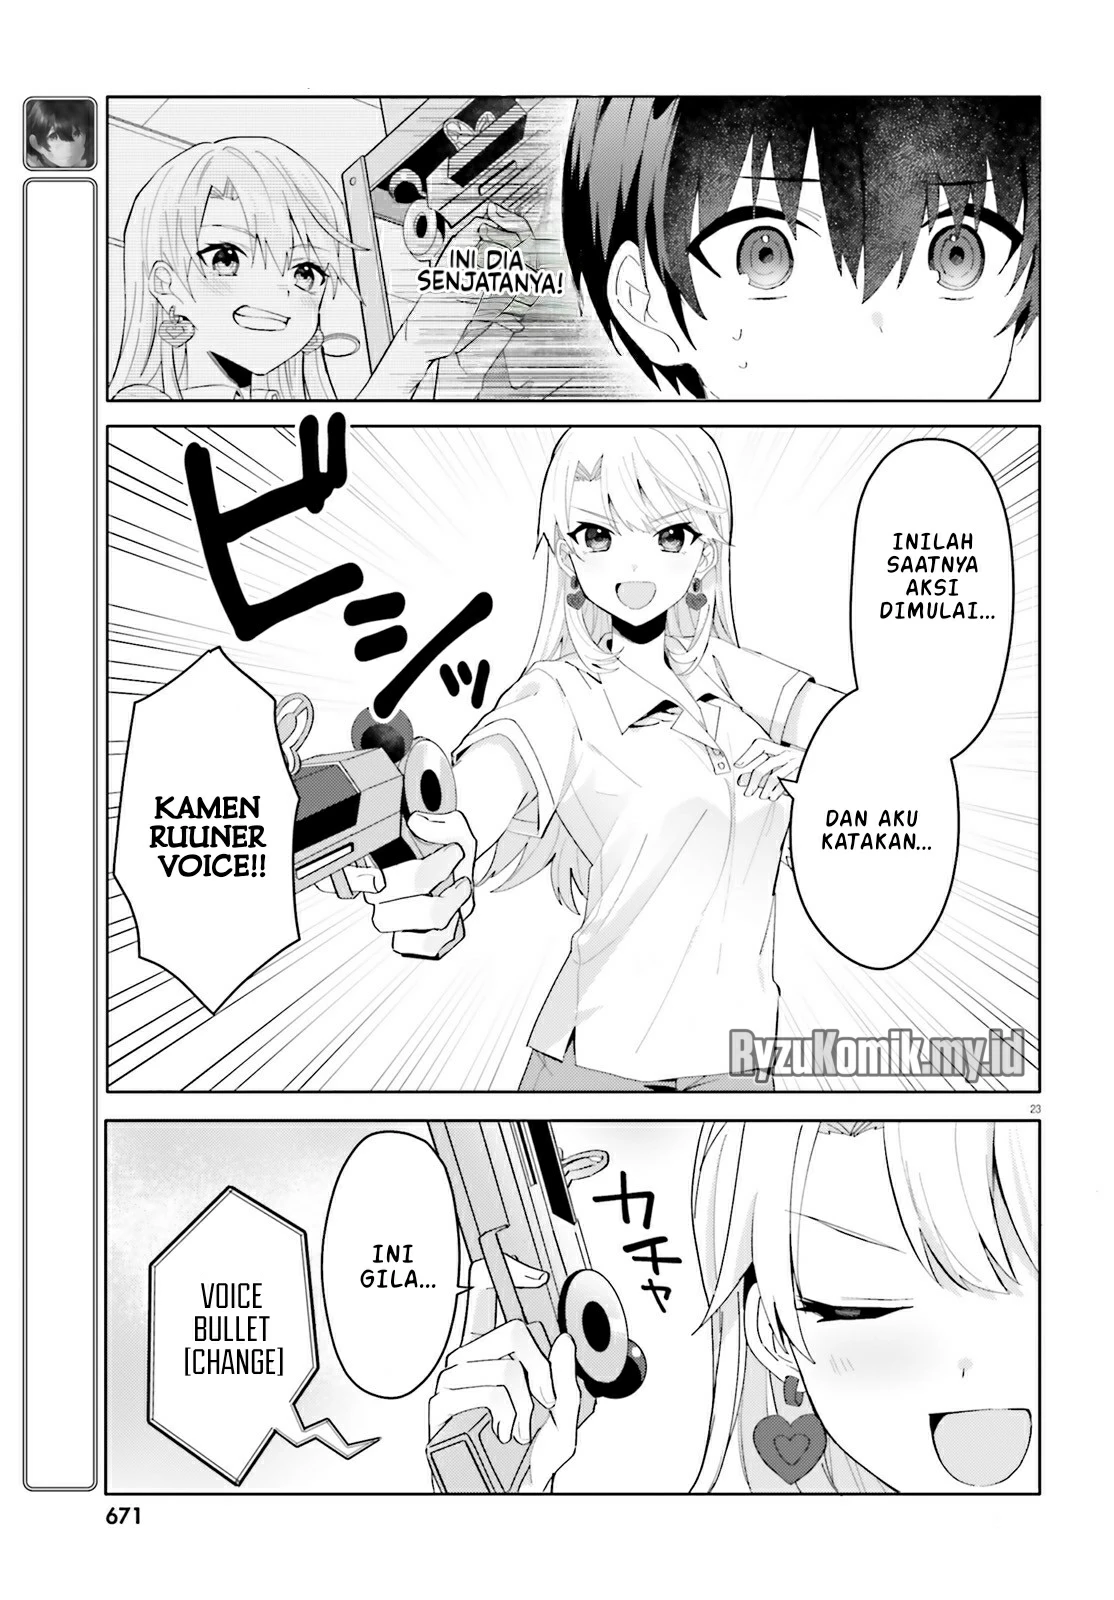 INI DIA
SENJATANYA!
ビシッ
INILAH
SAATNYA
AKSI
DIMULAI...
DAN AKU
KATAKAN...
KAMEN
RUUNER
VOICE!!
RyzuKomik.my.id
23
カチャ
INI
GILA...
VOICE
BULLET
[CHANGE]
671